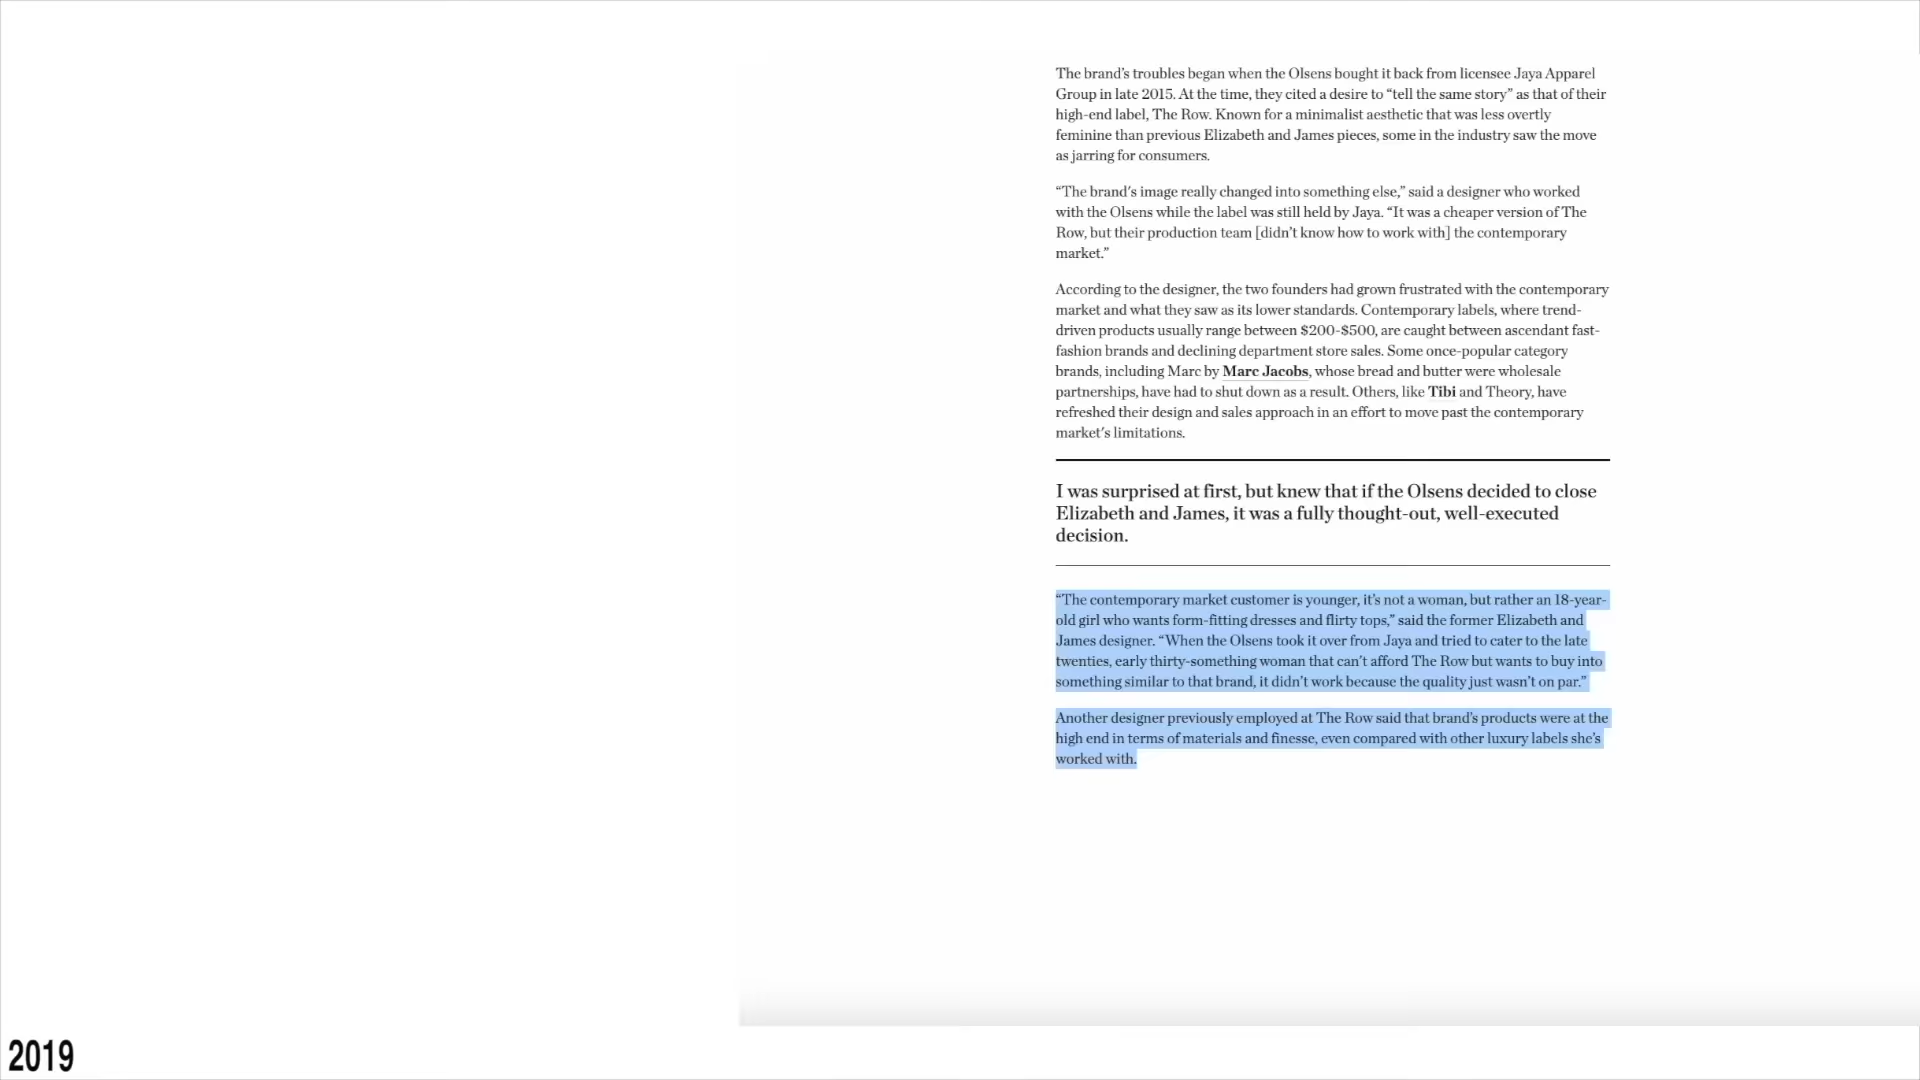 The brand’s troubles began when the Olsens bought it back from licensee Jaya Apparel
Group in late 2015. At the time, they cited a desire to “tell the same story” as that of their
high-end label, The Row. Known for a minimalist aesthetic that was less overtly
feminine than previous Elizabeth and James pieces, some in the industry saw the move
as jarring for consumers.
“The brand’s image really changed into something else,” said a designer who worked
with the Olsens while the label was still held by Jaya. “It was a cheaper version of The
Row, but their production team [didn’t know how to work with] the contemporary
market.”
According to the designer, the two founders had grown frustrated with the contemporary
market and what they saw as its lower standards. Contemporary labels, where trend-
driven products usually range between $200-$500, are caught between ascendant fast-
fashion brands and declining department store sales. Some once-popular category
brands, including Marc by Marc Jacobs, whose bread and butter were wholesale
partnerships, have had to shut down as a result. Others, like Tibi and Theory, have
refreshed their design and sales approach in an effort to move past the contemporary
market’s limitations.
I was surprised at first, but knew that if the Olsens decided to close
Elizabeth and James, it was a fully thought-out, well-executed
decision.
“The contemporary market customer is younger, it’s not a woman, but rather an 18-year-
old girl who wants form-fitting dresses and flirty tops,” said the former Elizabeth and
James designer. “When the Olsens took it over from Jaya and tried to cater to the late
twenties, early thirty-something woman that can’t afford The Row but wants to buy into
something similar to that brand, it didn’t work because the quality just wasn’t on par.”
Another designer previously employed at The Row said that brand’s products were at the
high end in terms of materials and finesse, even compared with other luxury labels she’s
worked with.
2019